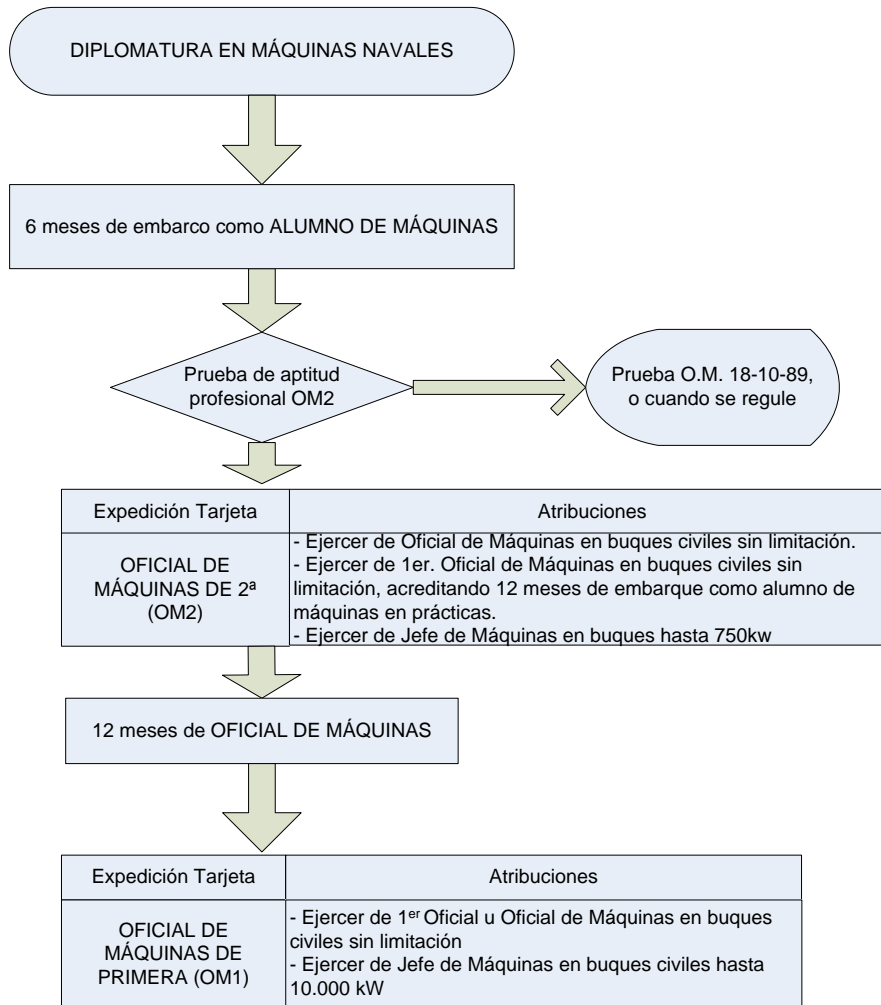 DIPLOMATURA EN MÁQUINAS NAVALES
6 meses de embarco como ALUMNO DE MÁQUINAS
Prueba de aptitud
profesional OM2
Prueba O.M. 18-10-89,
o cuando se regule
Expedición Tarjeta
Atribuciones
OFICIAL DE
MÁQUINAS DE 2ª
(OM2)
- Ejercer de Oficial de Máquinas en buques civiles sin limitación.
- Ejercer de 1er. Oficial de Máquinas en buques civiles sin
limitación, acreditando 12 meses de embarque como alumno de
máquinas en prácticas.
- Ejercer de Jefe de Máquinas en buques hasta 750kw
12 meses de OFICIAL DE MÁQUINAS
Expedición Tarjeta
Atribuciones
OFICIAL DE
MÁQUINAS DE
PRIMERA (OM1)
- Ejercer de 1er Oficial u Oficial de Máquinas en buques
civiles sin limitación
- Ejercer de Jefe de Máquinas en buques civiles hasta
10.000 kW